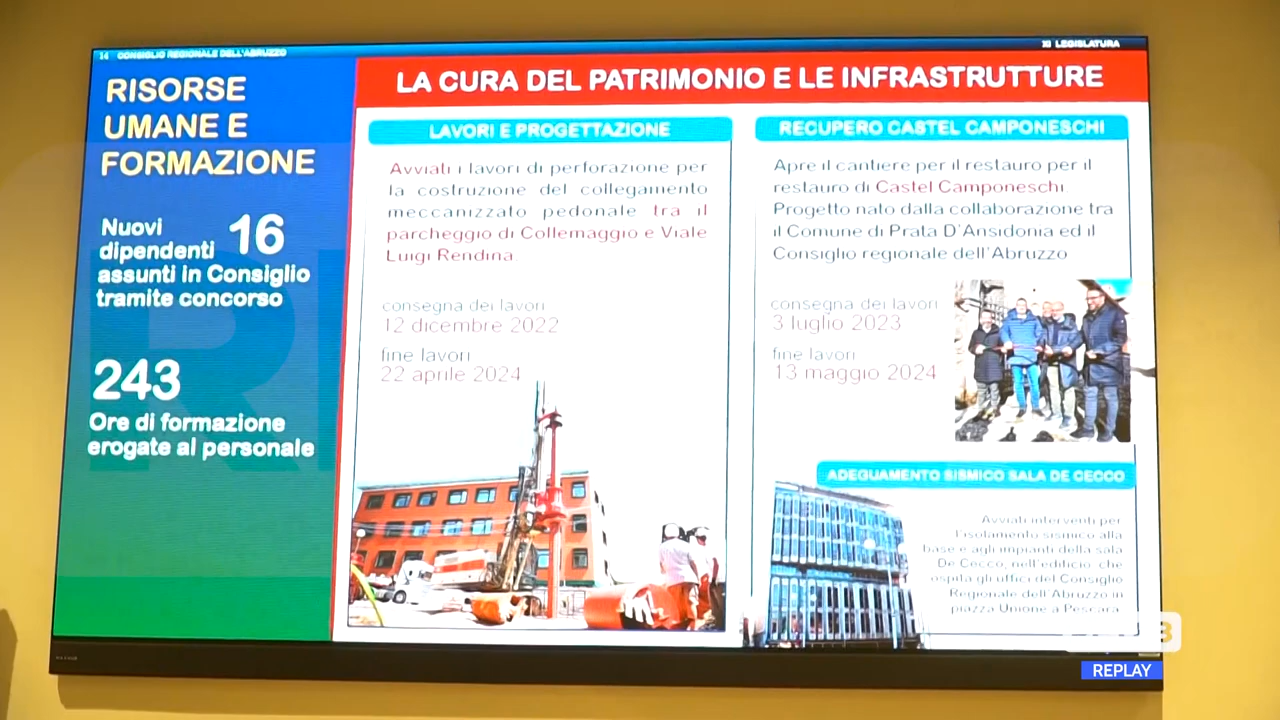 14 CONSIGLIO REGIONALE DELL'ABRUZZO
XI LEGISLATURA
RISORSE
UMANE E
FORMAZIONE
Nuovi
dipendenti 16
assunti in Consiglio
tramite concorso
243
Ore di formazione
erogate al personale
LA CURA DEL PATRIMONIO E LE INFRASTRUTTURE
LAVORI E PROGETTAZIONE
Avviati i lavori di perforazione per
la costruzione del collegamento
meccanizzato pedonale tra il
parcheggio di Collemaggio e Viale
Luigi Rendina.
consegna dei lavori
12 dicembre 2022
fine lavori
22 aprile 2024
RECUPERO CASTEL CAMPONESCHI
Apre il cantiere per il restauro per il
restauro di Castel Camponeschi.
Progetto nato dalla collaborazione tra
il Comune di Prata D'Ansidonia ed il
Consiglio regionale dell'Abruzzo
consegna dei lavori
3 luglio 2023
fine lavori
13 maggio 2024
ADEGUAMENTO SISMICO SALA DE CECCO
Avviati interventi per
l'isolamento sismico alla
base e agli impianti della sala
De Cecco, nell'edificio che
ospita gli uffici del Consiglio
Regionale dell'Abruzzo in
piazza Unione a Pescara
3
REPLAY